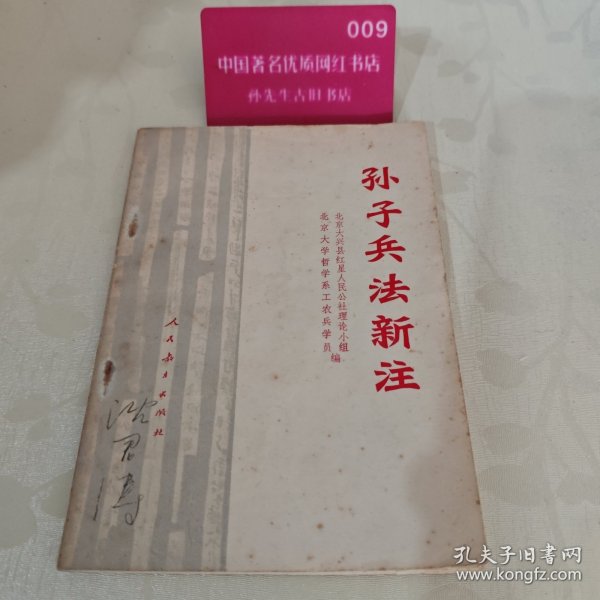 009
中国著名优质网红书店
孙先生古旧书店
孙子兵法新注
北京大兴县红星人民公社理论小组
北京大学哲学系工农兵学员编
人民教育出版社
孔夫子旧书网
www.kongfz.com